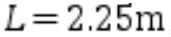 L = 2.25m